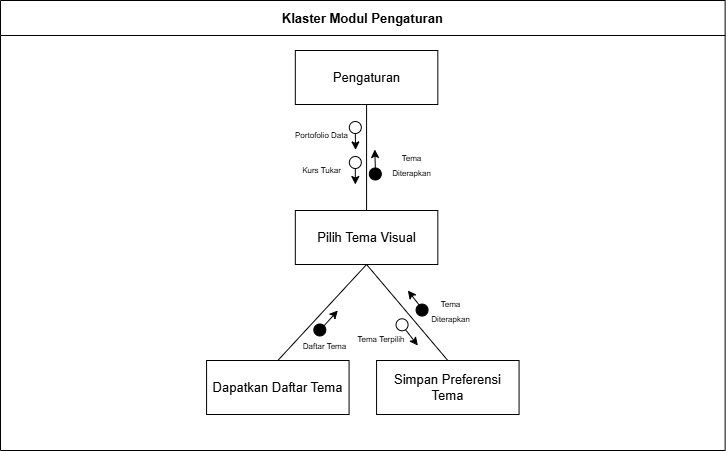 Klaster Modul Pengaturan
Pengaturan
Portofolio Data
Kurs Tukar
Tema
Diterapkan
Pilih Tema Visual
Daftar Tema
Tema Terpilih
Tema
Diterapkan
Dapatkan Daftar Tema
Simpan Preferensi
Tema